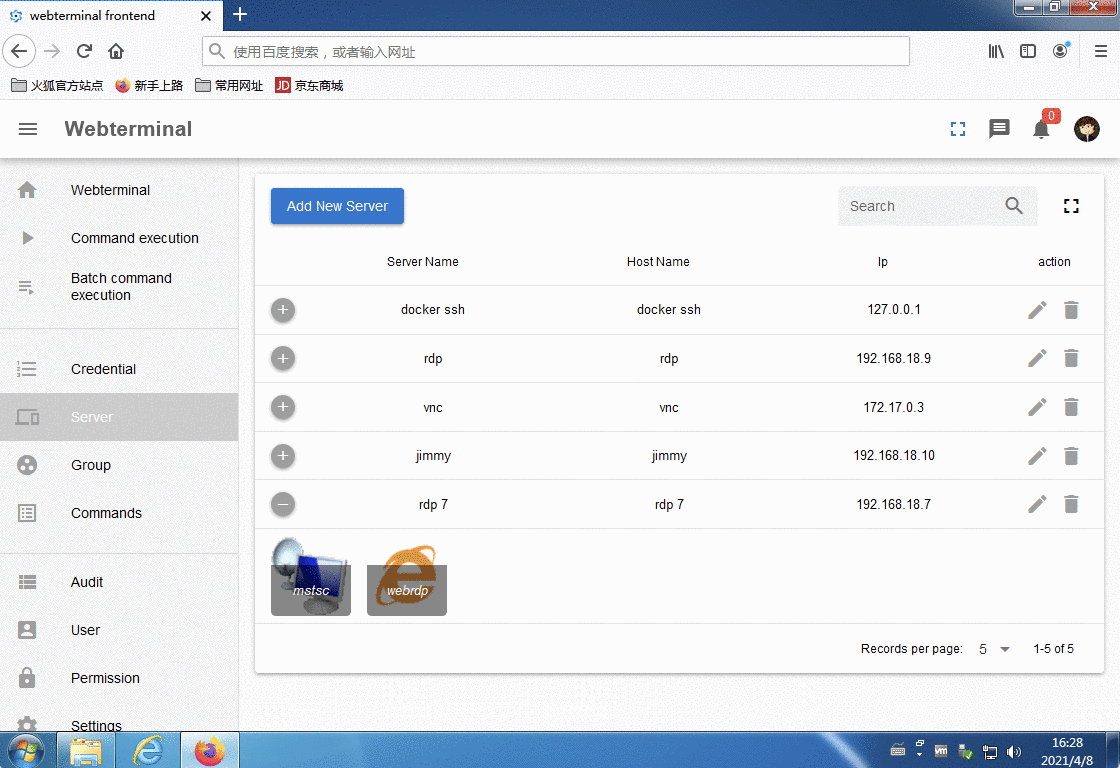 webterminal frontend
使用百度搜索，或者输入网址
火狐官方站点 新手上路 常用网址 JD 京东商城
Webterminal
0
Webterminal
Command execution
Batch command
execution
Credential
Server
Group
Commands
Audit
User
Permission
Settings
Add New Server
Search
Server Name Host Name Ip action
docker ssh docker ssh 127.0.0.1
rdp rdp 192.168.18.9
vnc vnc 172.17.0.3
jimmy jimmy 192.168.18.10
rdp 7 rdp 7 192.168.18.7
mstsc webrdp
Records per page: 5 1-5 of 5
vm
16:28
2021/4/8